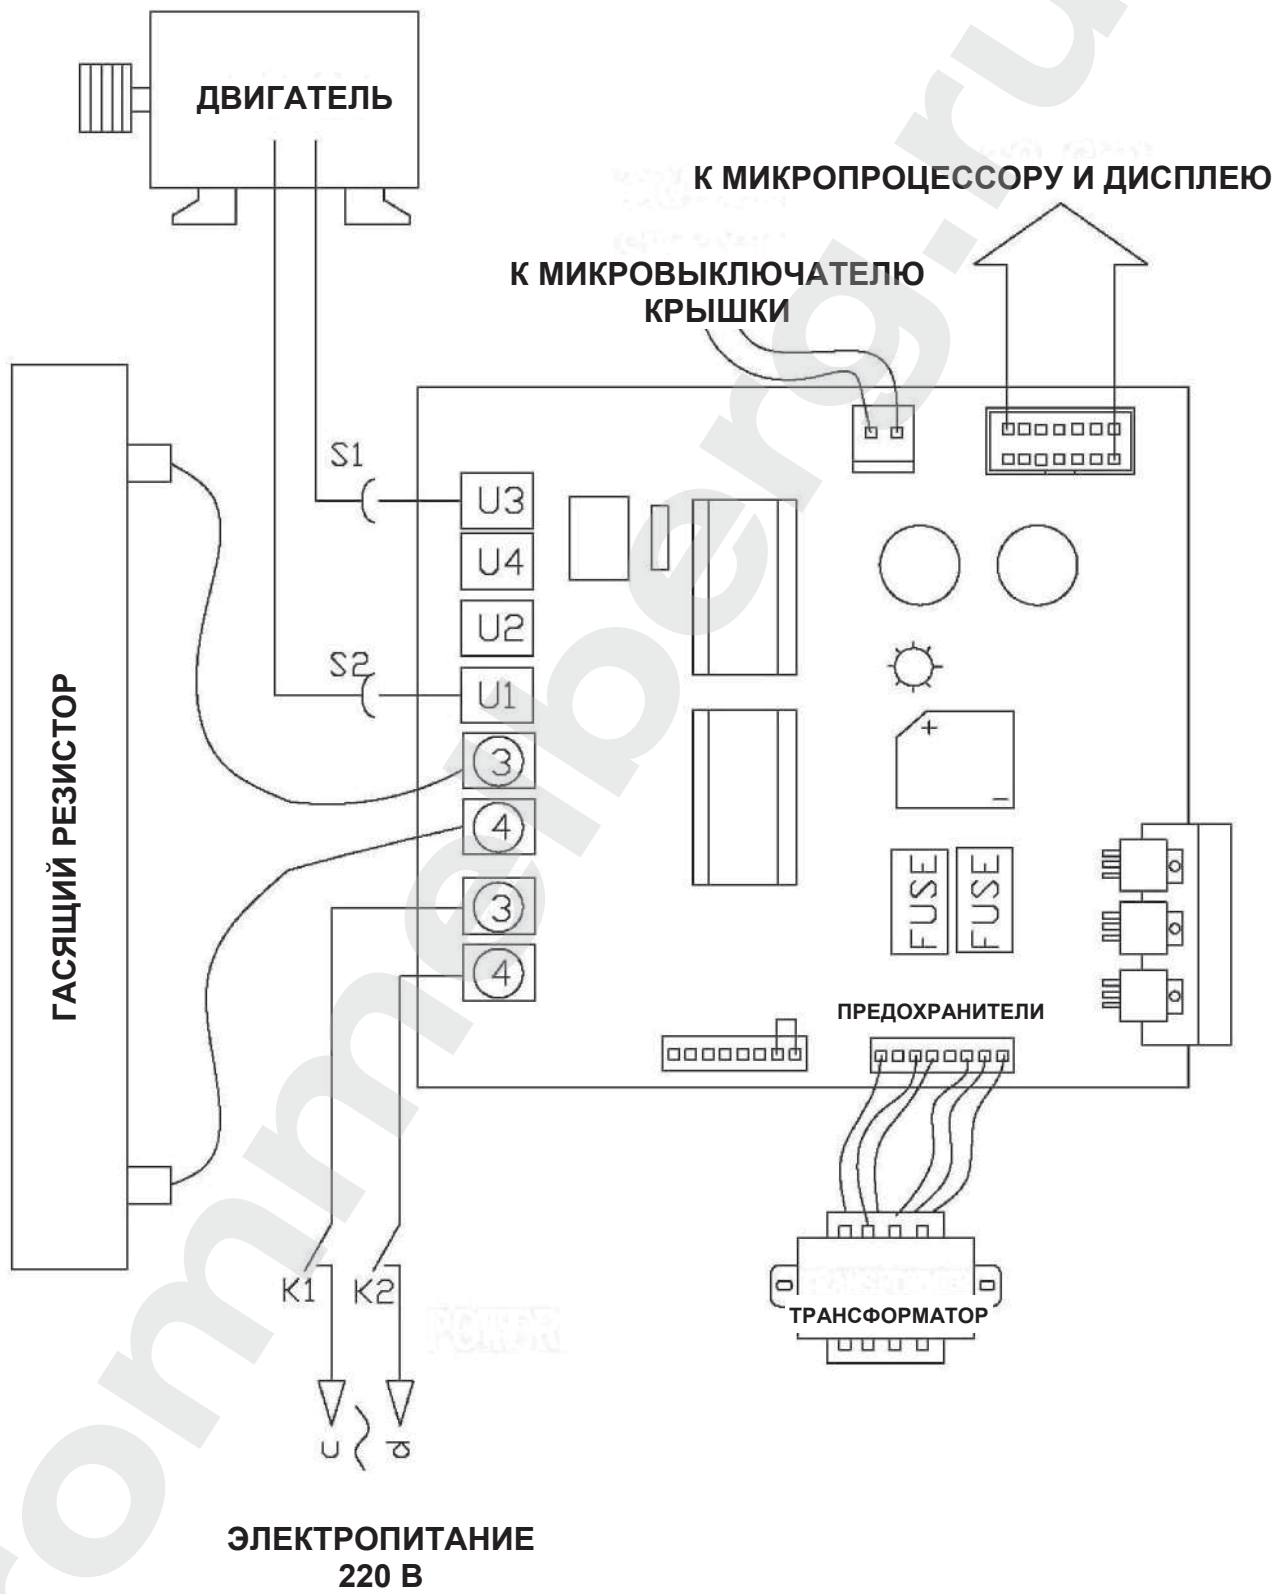 ДВИГАТЕЛЬ
К МИКРОПРОЦЕССОРУ И ДИСПЛЕЮ
К МИКРОВЫКЛЮЧАТЕЛЮ
КРЫШКИ
S1
U3
U4
U2
S2
U1
3
4
3
4
ГАСЯЩИЙ РЕЗИСТОР
+
−
FUSE
FUSE
ПРЕДОХРАНИТЕЛИ
K1
K2
POWER
ТРАНСФОРМАТОР
ЭЛЕКТРОПИТАНИЕ
220 В